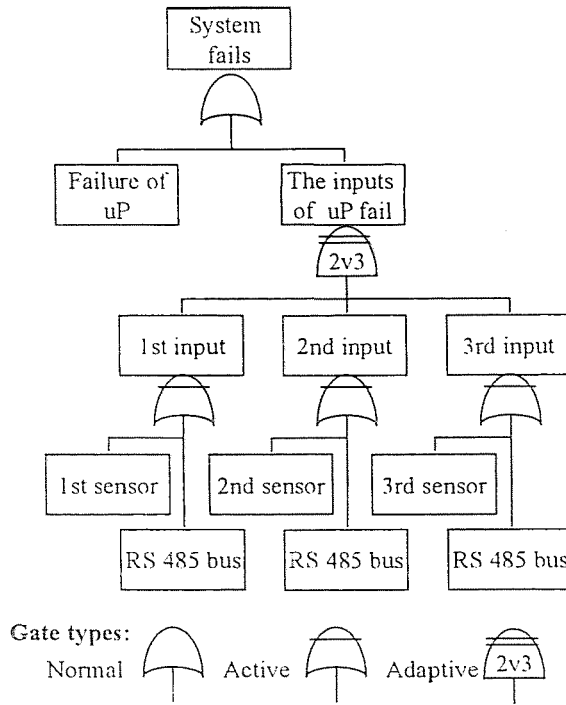 System
fails
Failure of
uP
The inputs
of uP fail
2v3
1st input
2nd input
3rd input
1st sensor
2nd sensor
3rd sensor
RS 485 bus
RS 485 bus
RS 485 bus
Gate types:
Normal
Active
Adaptive
2v3